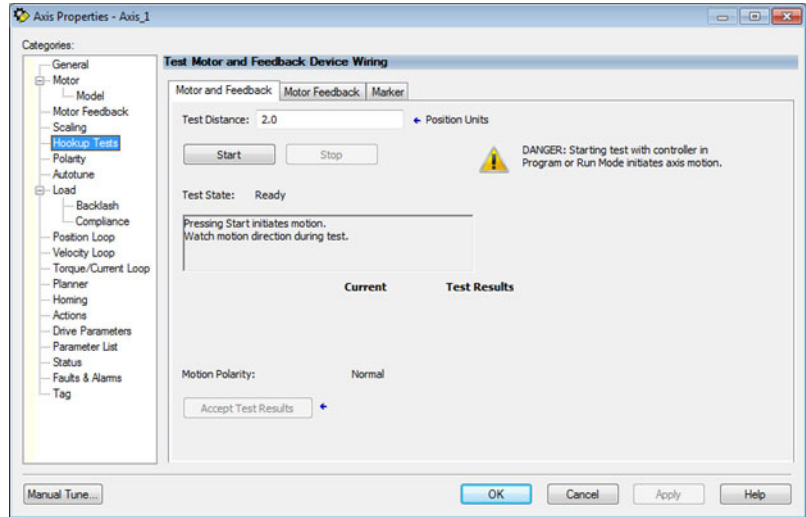 Axis Properties - Axis_1
Categories:
General
Motor
Model
Motor Feedback
Scaling
Hookup Tests
Polarity
Autotune
Load
Backlash
Compliance
Position Loop
Velocity Loop
Torque/Current Loop
Planner
Homing
Actions
Drive Parameters
Parameter List
Status
Faults & Alarms
Tag
Test Motor and Feedback Device Wiring
Motor and Feedback Motor Feedback Marker
Test Distance: 2.0 Position Units
Start Stop
DANGER: Starting test with controller in
Program or Run Mode initiates axis motion.
Test State: Ready
Pressing Start initiates motion.
Watch motion direction during test.
Current Test Results
Motion Polarity: Normal
Accept Test Results
Manual Tune... OK Cancel Apply Help